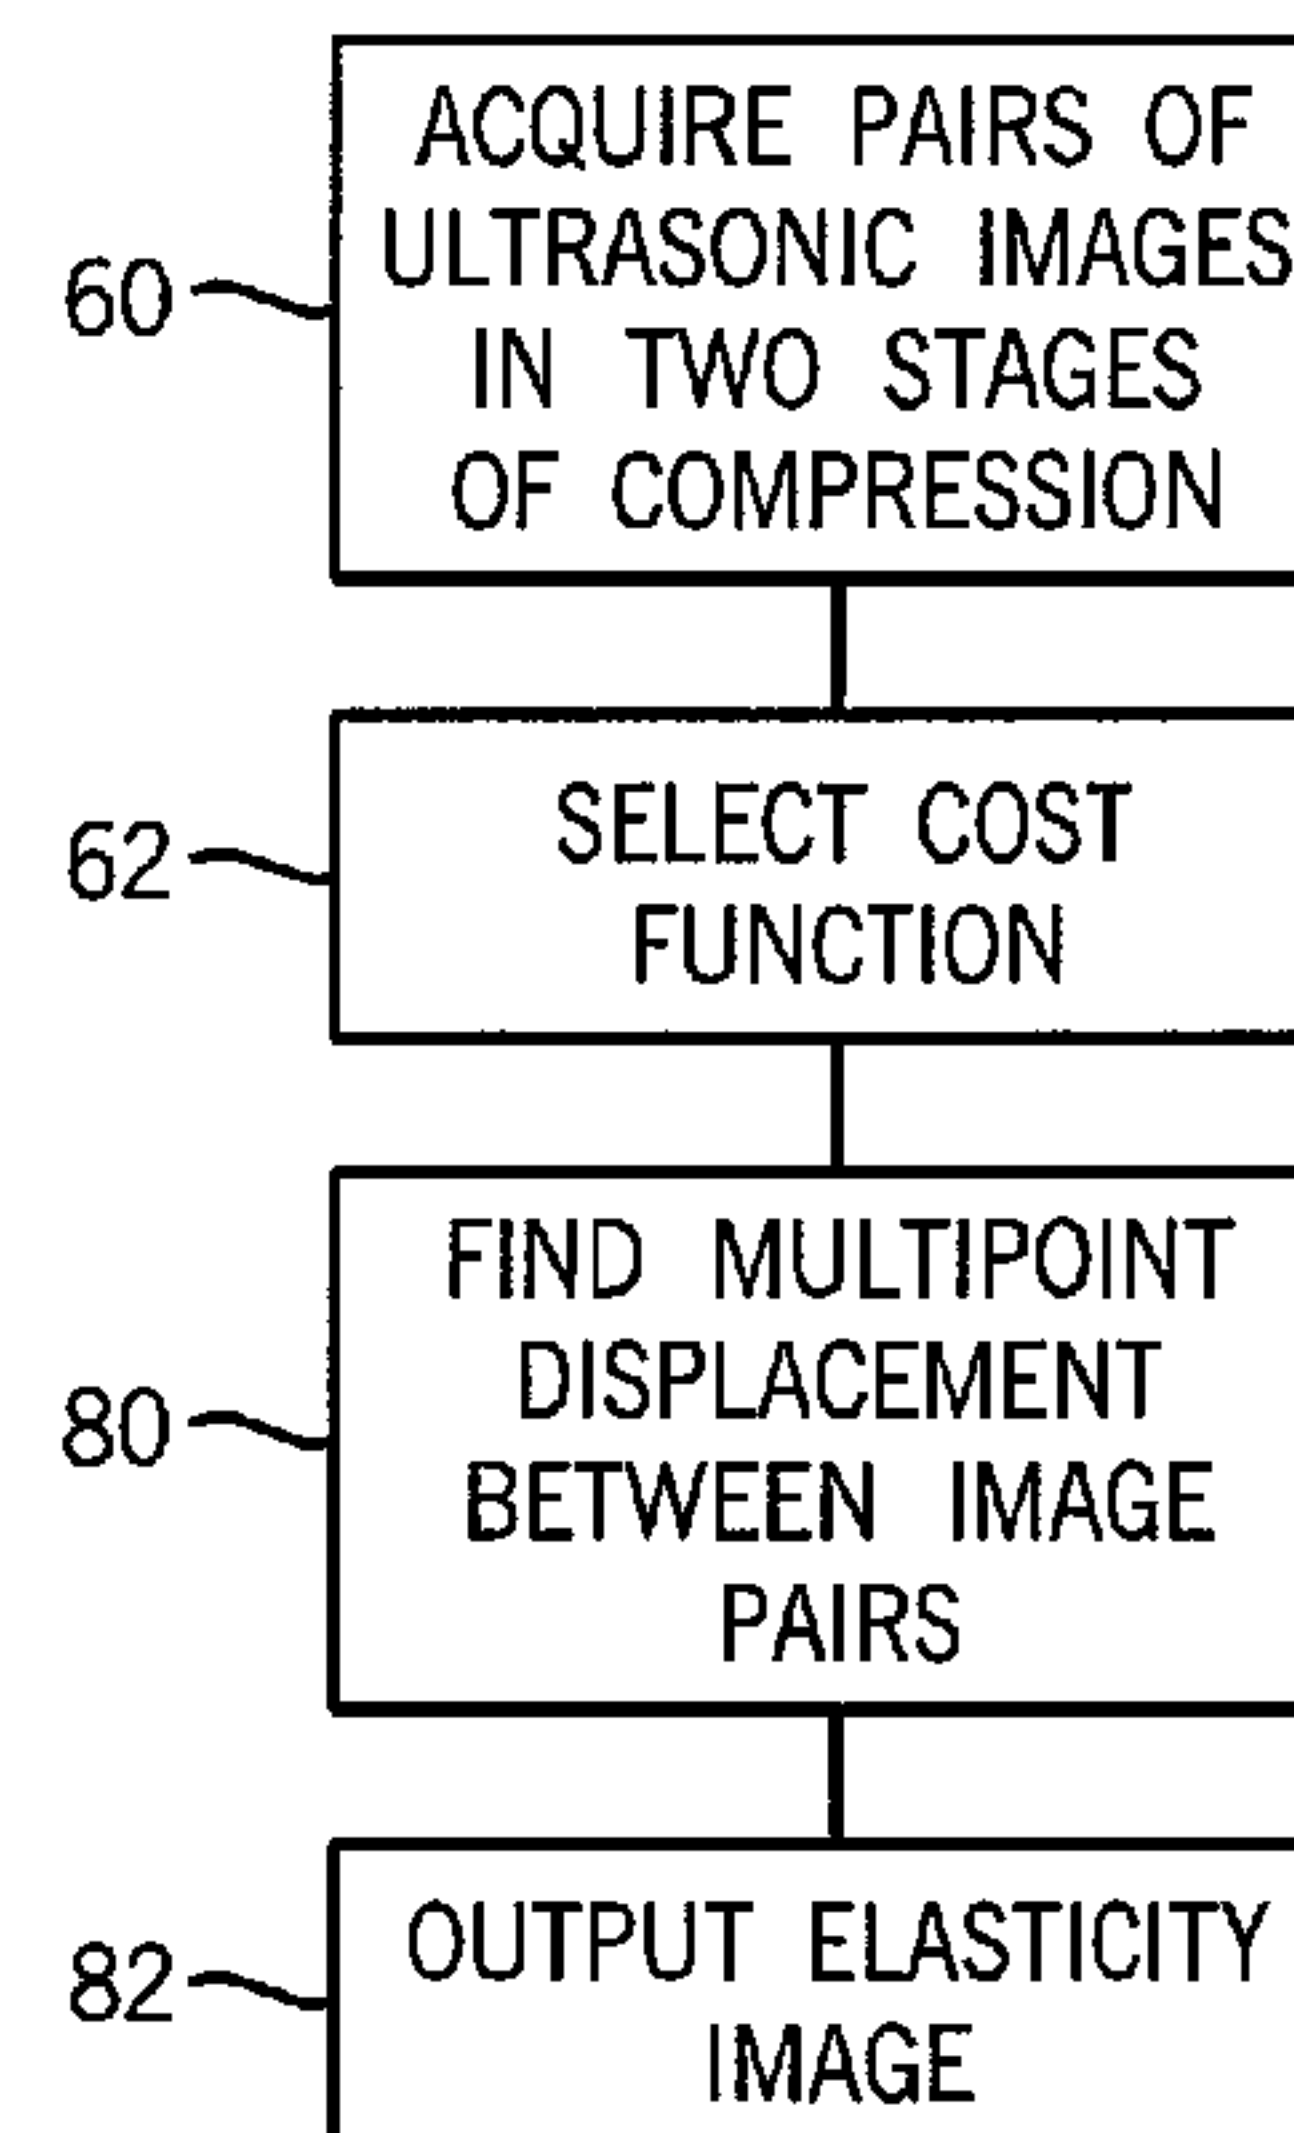 ACQUIRE PAIRS OF
ULTRASONIC IMAGES
IN TWO STAGES
OF COMPRESSION
60
SELECT COST
FUNCTION
62
FIND MULTIPOINT
DISPLACEMENT
BETWEEN IMAGE
PAIRS
80
OUTPUT ELASTICITY
IMAGE
82